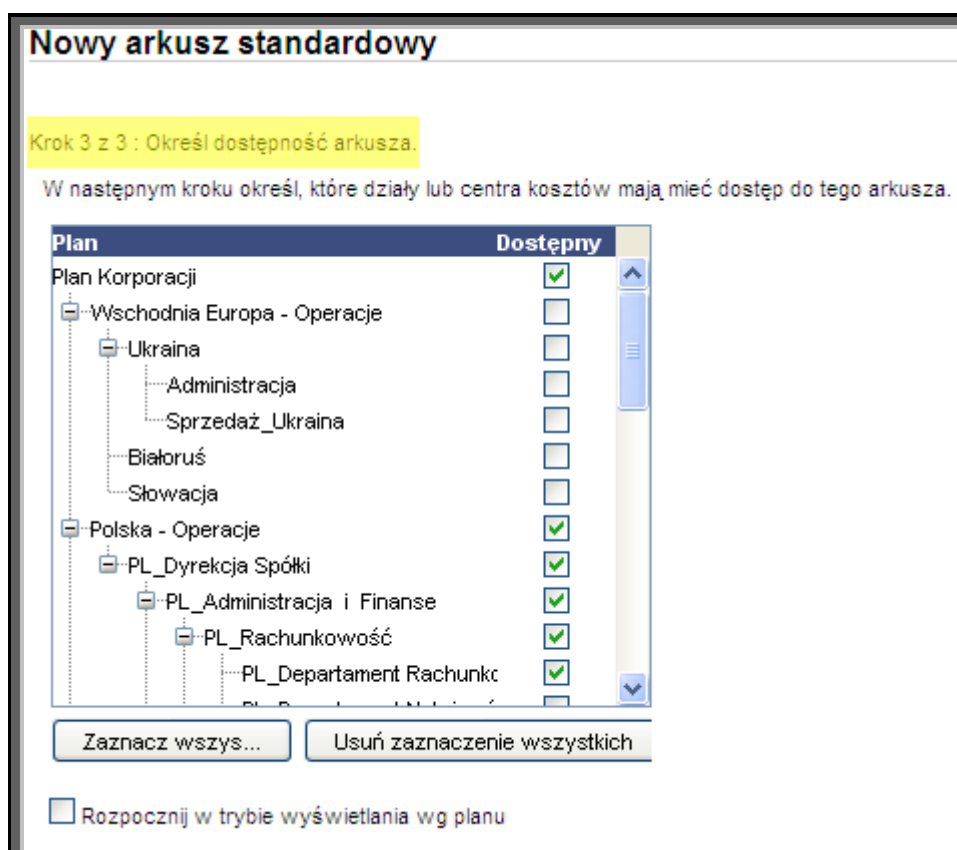 Nowy arkusz standardowy
Krok 3 z 3 : Określ dostępność arkusza.
W następnym kroku określ, które działy lub centra kosztów mają mieć dostęp do tego arkusza.
Plan Dostępny
Plan Korporacji
Wschodnia Europa - Operacje
Ukraina
Administracja
Sprzedaż_Ukraina
Białoruś
Słowacja
Polska - Operacje
PL_Dyrekcja Spółki
PL_Administracja i Finanse
PL_Rachunkowość
PL_Departament Rachunkc
Zaznacz wszys... Usuń zaznaczenie wszystkich
Rozpocznij w trybie wyświetlania wg planu